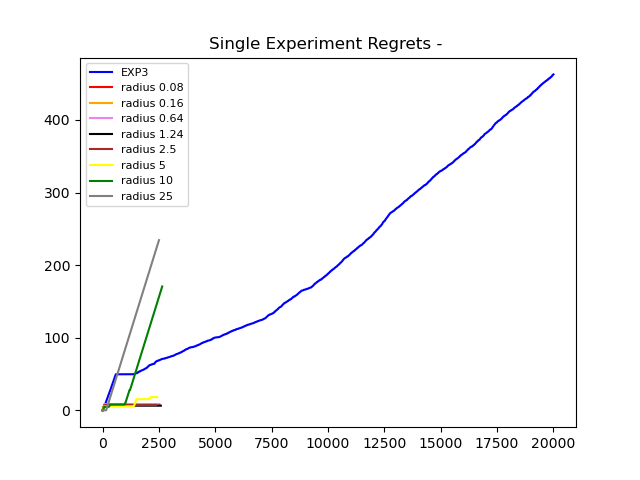 Single Experiment Regrets -
EXP3
radius 0.08
radius 0.16
radius 0.64
radius 1.24
radius 2.5
radius 5
radius 10
radius 25
400
300
200
100
0
0 2500 5000 7500 10000 12500 15000 17500 20000